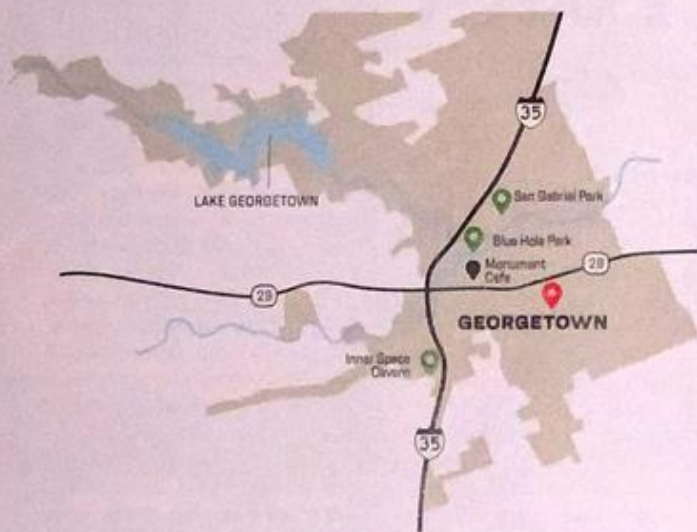 35
San Gabriel Park
LAKE GEORGETOWN
Blue Hole Park
Monument
Cafe
29
29
GEORGETOWN
Inner Space
Cavern
35